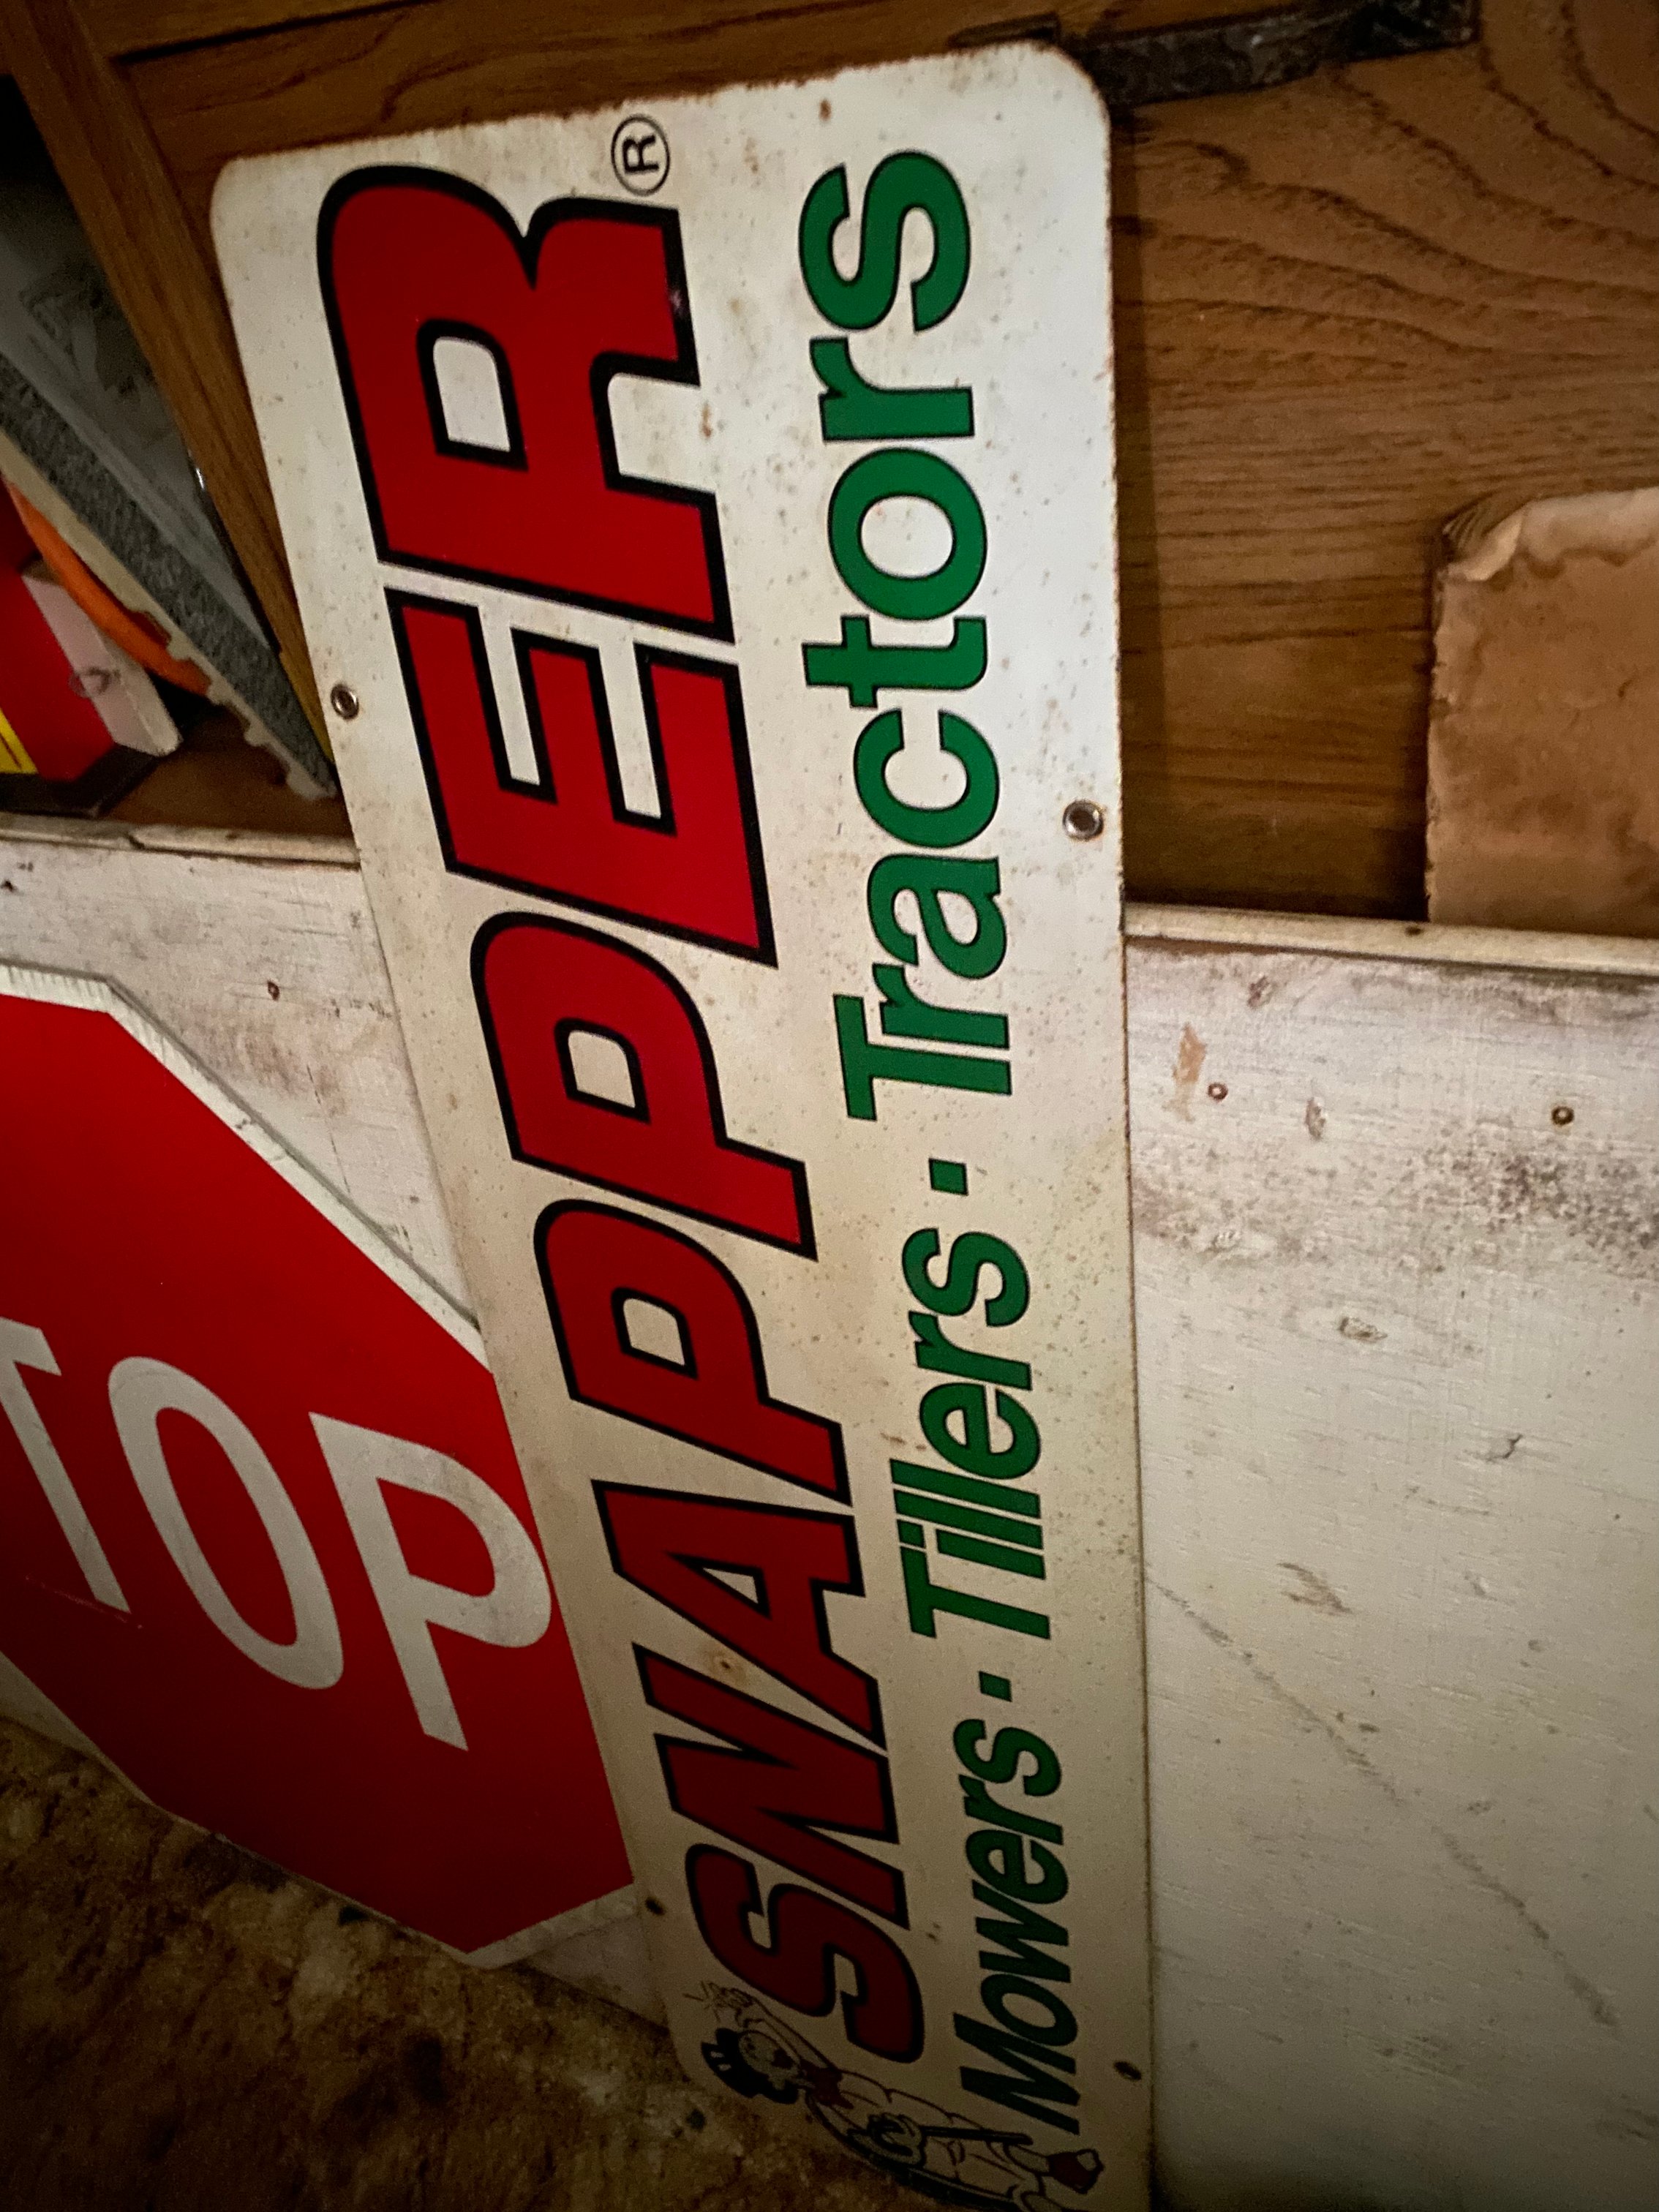 SNAPPER®
Mowers · Tillers · Tractors
TOP